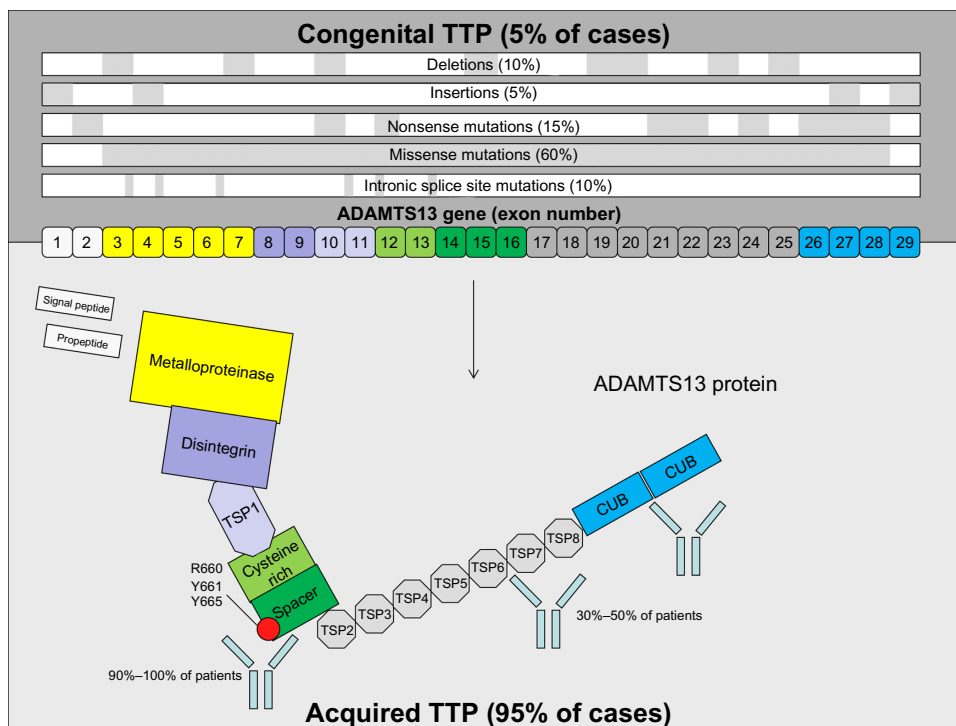 Congenital TTP (5% of cases)
Deletions (10%)
Insertions (5%)
Nonsense mutations (15%)
Missense mutations (60%)
Intronic splice site mutations (10%)
ADAMTS13 gene (exon number)
1 2 3 4 5 6 7 8 9 10 11 12 13 14 15 16 17 18 19 20 21 22 23 24 25 26 27 28 29
Signal peptide
Propeptide
Metalloproteinase
ADAMTS13 protein
Disintegrin
TSP1
Cysteine
rich
Spacer
R660
Y661
Y665
TSP2
TSP3
TSP4
TSP5
TSP6
TSP7
TSP8
CUB
CUB
30%–50% of patients
90%–100% of patients
Acquired TTP (95% of cases)